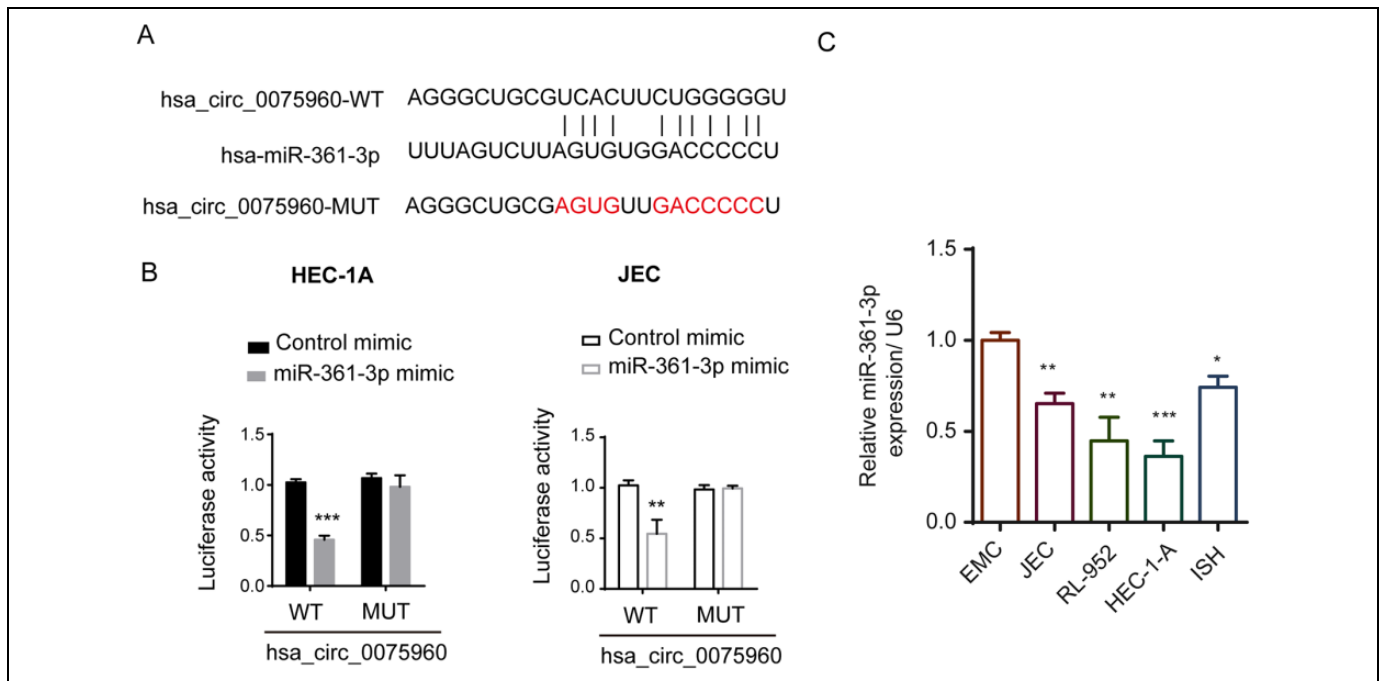 A
hsa_circ_0075960-WT AGGGCUGCGUCACUUCUGGGGGU
hsa-miR-361-3p UUUAGUCUUAGUGUGGACCCCCU
hsa_circ_0075960-MUT AGGGCUGCGAGUGUUGACCCCCU
B
HEC-1A
Control mimic
miR-361-3p mimic
Luciferase activity
1.5
1.0
0.5
0.0
***
WT MUT
hsa_circ_0075960
JEC
Control mimic
miR-361-3p mimic
Luciferase activity
1.5
1.0
0.5
0.0
**
WT MUT
hsa_circ_0075960
C
Relative miR-361-3p
expression/ U6
1.5
1.0
0.5
0.0
** ** *** *
EMC JEC RL-952 HEC-1-A ISH